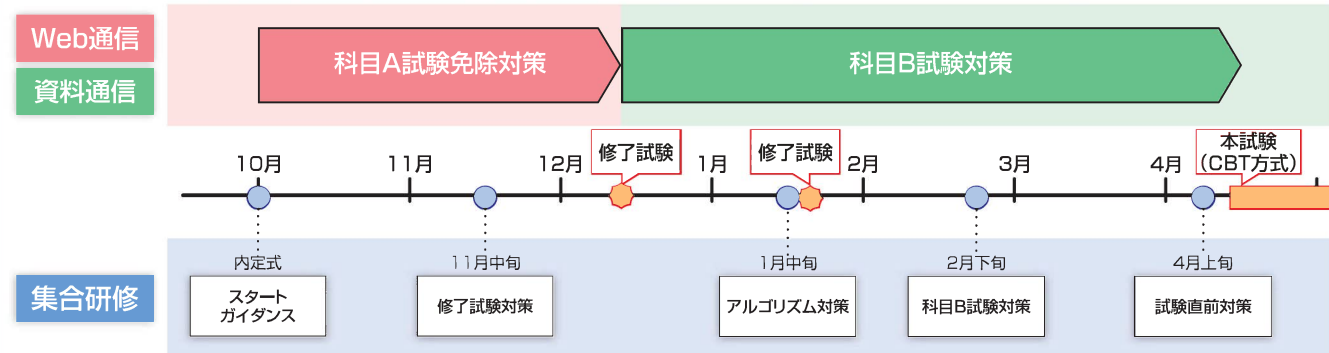 Web通信
資料通信
科目A試験免除対策
科目B試験対策
10月
11月
12月
修了試験
1月
修了試験
2月
3月
4月
本試験
(CBT方式)
集合研修
内定式
スタート
ガイダンス
11月中旬
修了試験対策
1月中旬
アルゴリズム対策
2月下旬
科目B試験対策
4月上旬
試験直前対策